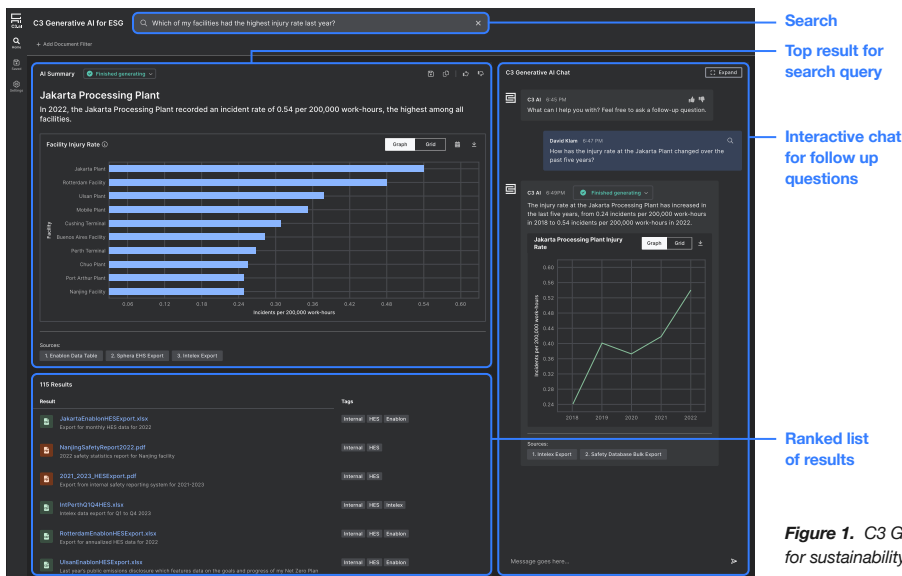 C3 Generative AI for ESG
Which of my facilities had the highest injury rate last year?
+ Add Document Filter
C3.ai
Home
Saved
Settings
AI Summary
Finished generating
Jakarta Processing Plant
In 2022, the Jakarta Processing Plant recorded an incident rate of 0.54 per 200,000 work-hours, the highest among all
facilities.
Facility Injury Rate
Graph
Grid
Facility
Jakarta Plant
Rotterdam Facility
Ulsan Plant
Mobile Plant
Cushing Terminal
Buenos Aires Facility
Perth Terminal
Chuo Plant
Port Arthur Plant
Nanjing Facility
0.06 0.12 0.18 0.24 0.30 0.36 0.42 0.48 0.54 0.60
Incidents per 200,000 work-hours
Sources:
1. Enablon Data Table
2. Sphera EHS Export
3. Intelex Export
115 Results
Result
Tags
JakartaEnablonHESExport.xlsx
Export for monthly HES data for 2022
Internal HES Enablon
NanjingSafetyReport2022.pdf
2022 safety statistics report for Nanjing facility
Internal HES
2021_2023_HESExport.pdf
Export from internal safety reporting system for 2021-2023
Internal HES
IntPerthQ1Q4HES.xlsx
Intelex data export for Q1 to Q4 2023
Internal HES Intelex
RotterdamEnablonHESExport.xlsx
Export for annualized HES data for 2022
Internal HES Enablon
UlsanEnablonHESExport.xlsx
Last year's public emissions disclosure which features data on the goals and progress of my Net Zero Plan
Internal HES Enablon
C3 Generative AI Chat
Expand
C3 AI 6:45 PM
What can I help you with? Feel free to ask a follow-up question.
David Klam 6:47 PM
How has the injury rate at the Jakarta Plant changed over the
past five years?
C3 AI 6:49PM
Finished generating
The injury rate at the Jakarta Processing Plant has increased in
the last five years, from 0.24 incidents per 200,000 work-hours
in 2018 to 0.54 incidents per 200,000 work-hours in 2022.
Jakarta Processing Plant Injury
Rate
Graph
Grid
Incidents per 200,000 work-hours
0.60
0.56
0.52
0.48
0.44
0.40
0.36
0.32
0.28
0.24
2018 2019 2020 2021 2022
Sources:
1. Intelex Export
2. Safety Database Bulk Export
Message goes here...
Search
Top result for
search query
Interactive chat
for follow up
questions
Ranked list
of results
Figure 1. C3 G
for sustainability